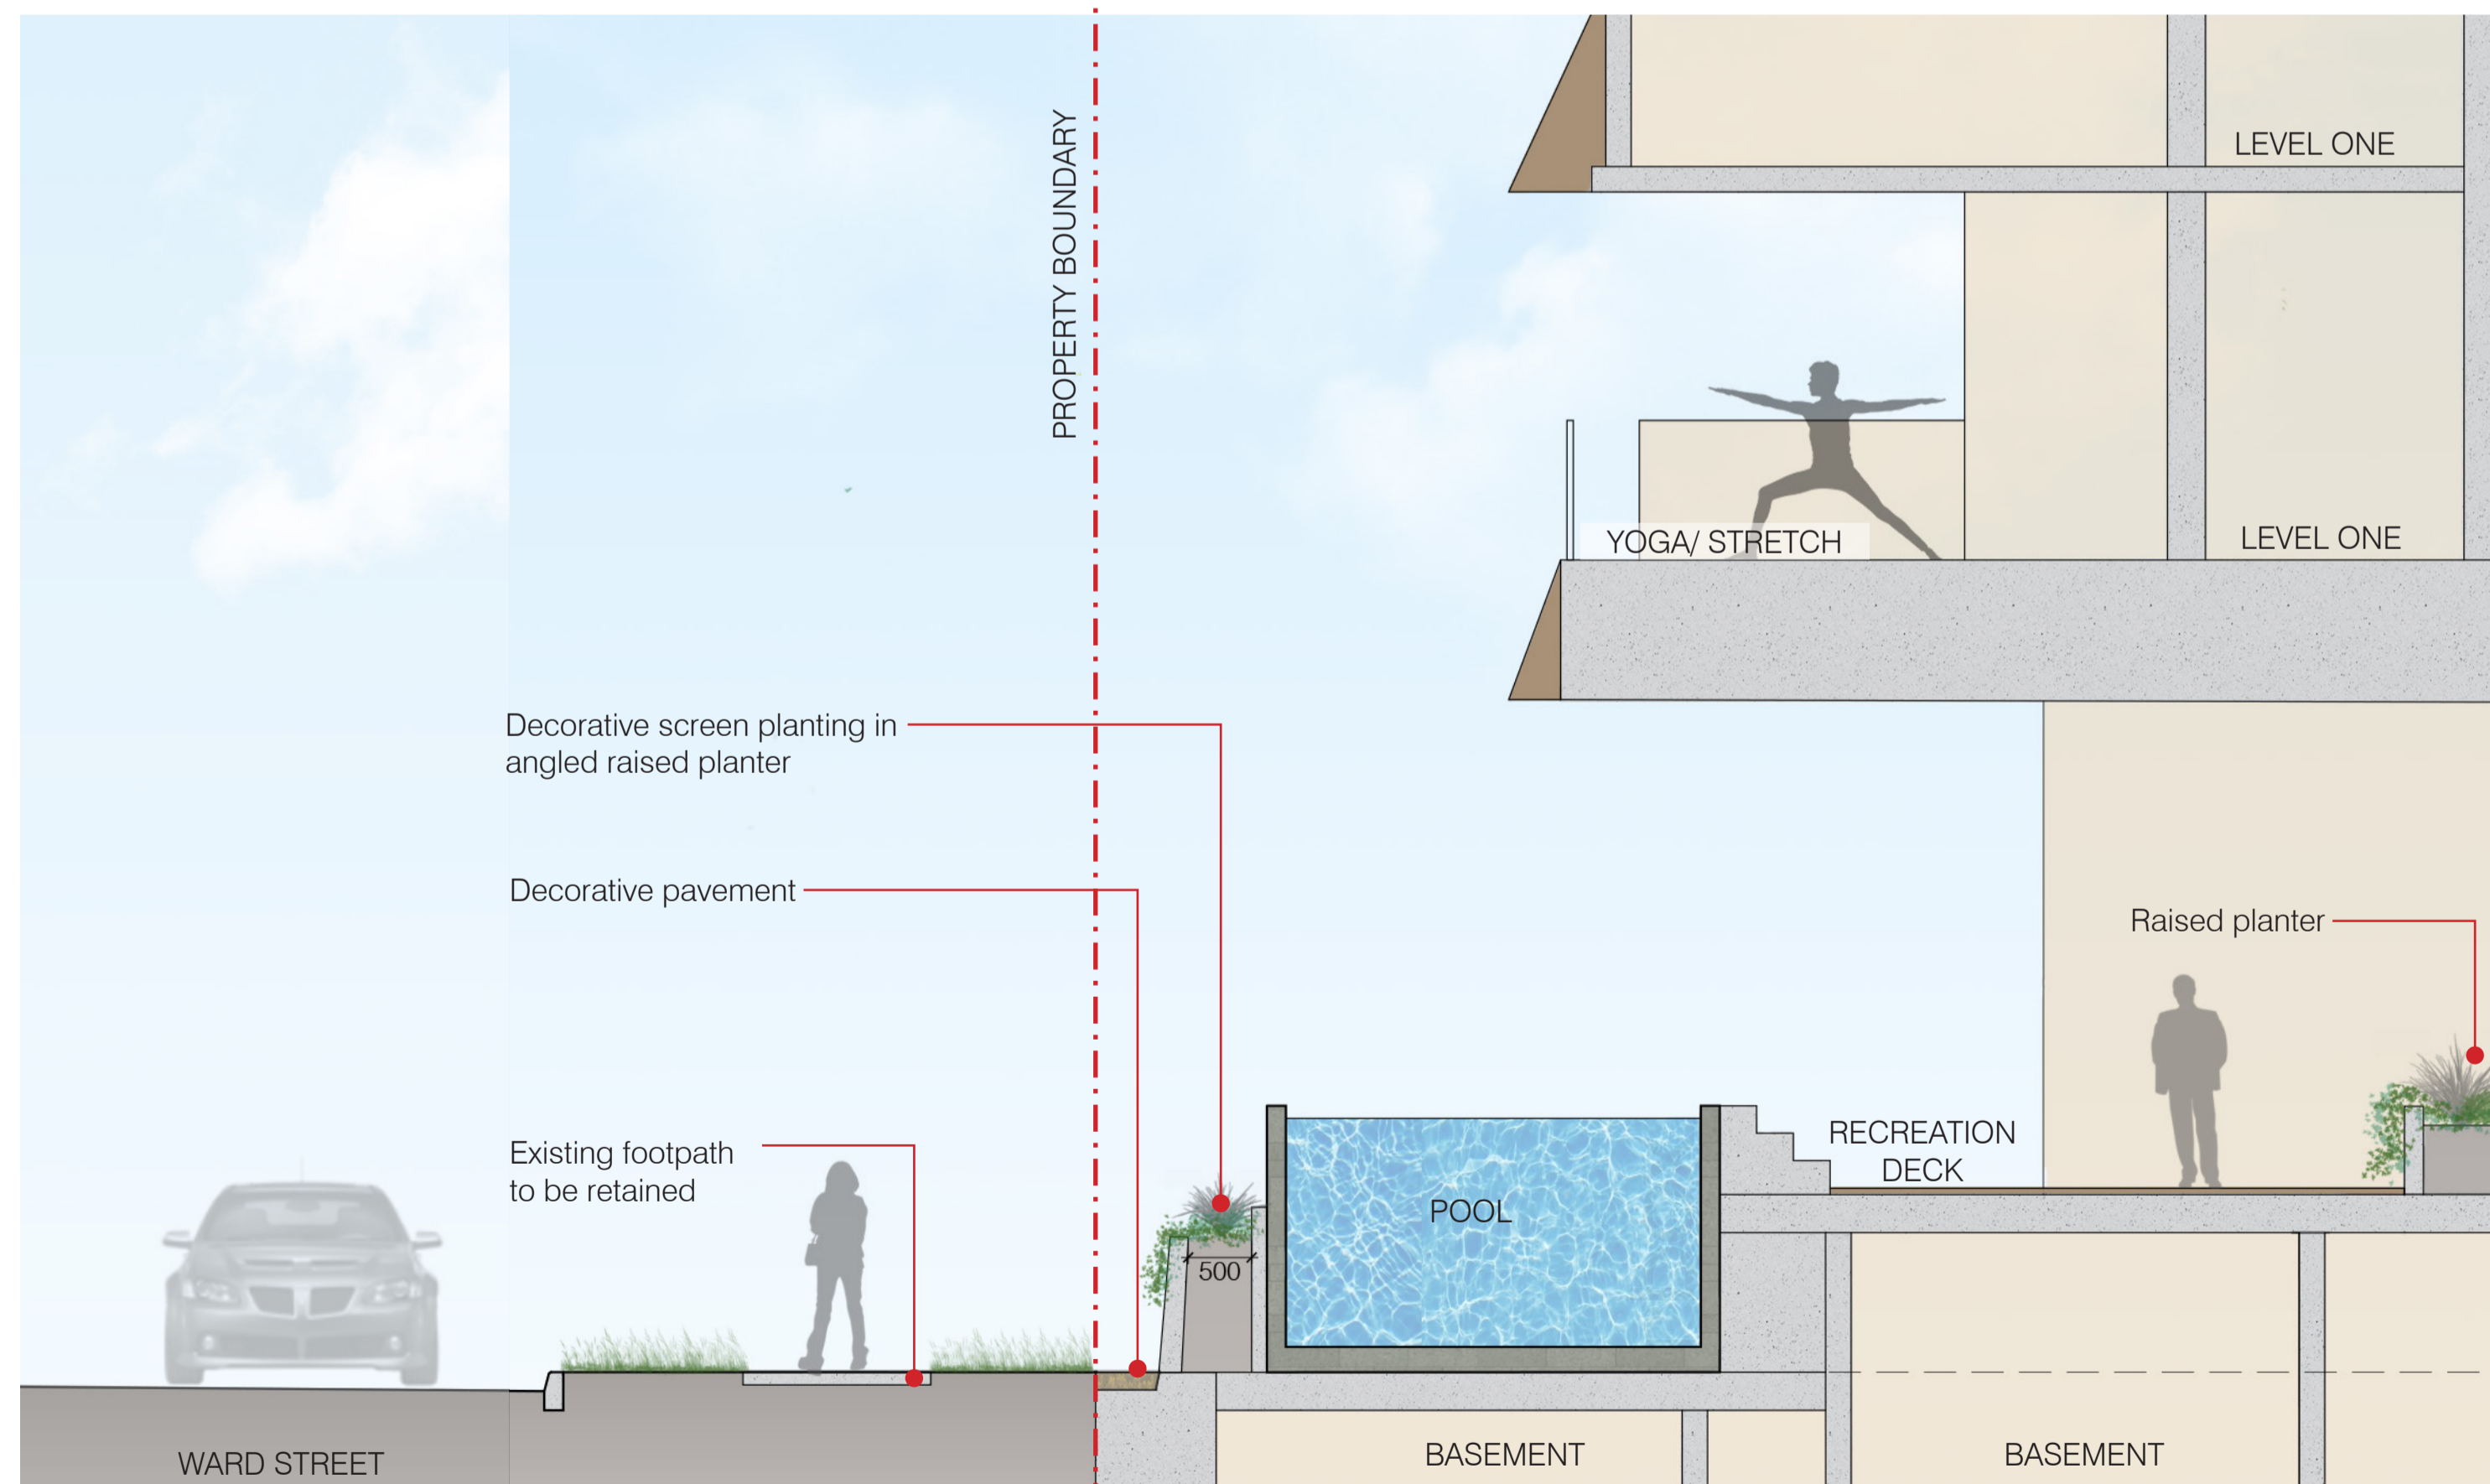 PROPERTY BOUNDARY
LEVEL ONE
YOGA/ STRETCH
LEVEL ONE
Decorative screen planting in
angled raised planter
Decorative pavement
Raised planter
Existing footpath
to be retained
RECREATION
DECK
POOL
500
WARD STREET
BASEMENT
BASEMENT